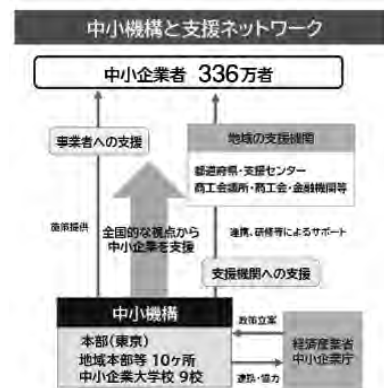 中小機構と支援ネットワーク
中小企業者 336万者
事業者への支援
地域の支援機関
都道府県・支援センター
商工会議所・商工会・金融機関等
施策提供
全国的な視点から
中小企業を支援
連携、研修等によるサポート
支援機関への支援
中小機構
本部(東京)
地域本部等 10ヶ所
中小企業大学校 9校
政策立案
経済産業省
中小企業庁
連携・協力